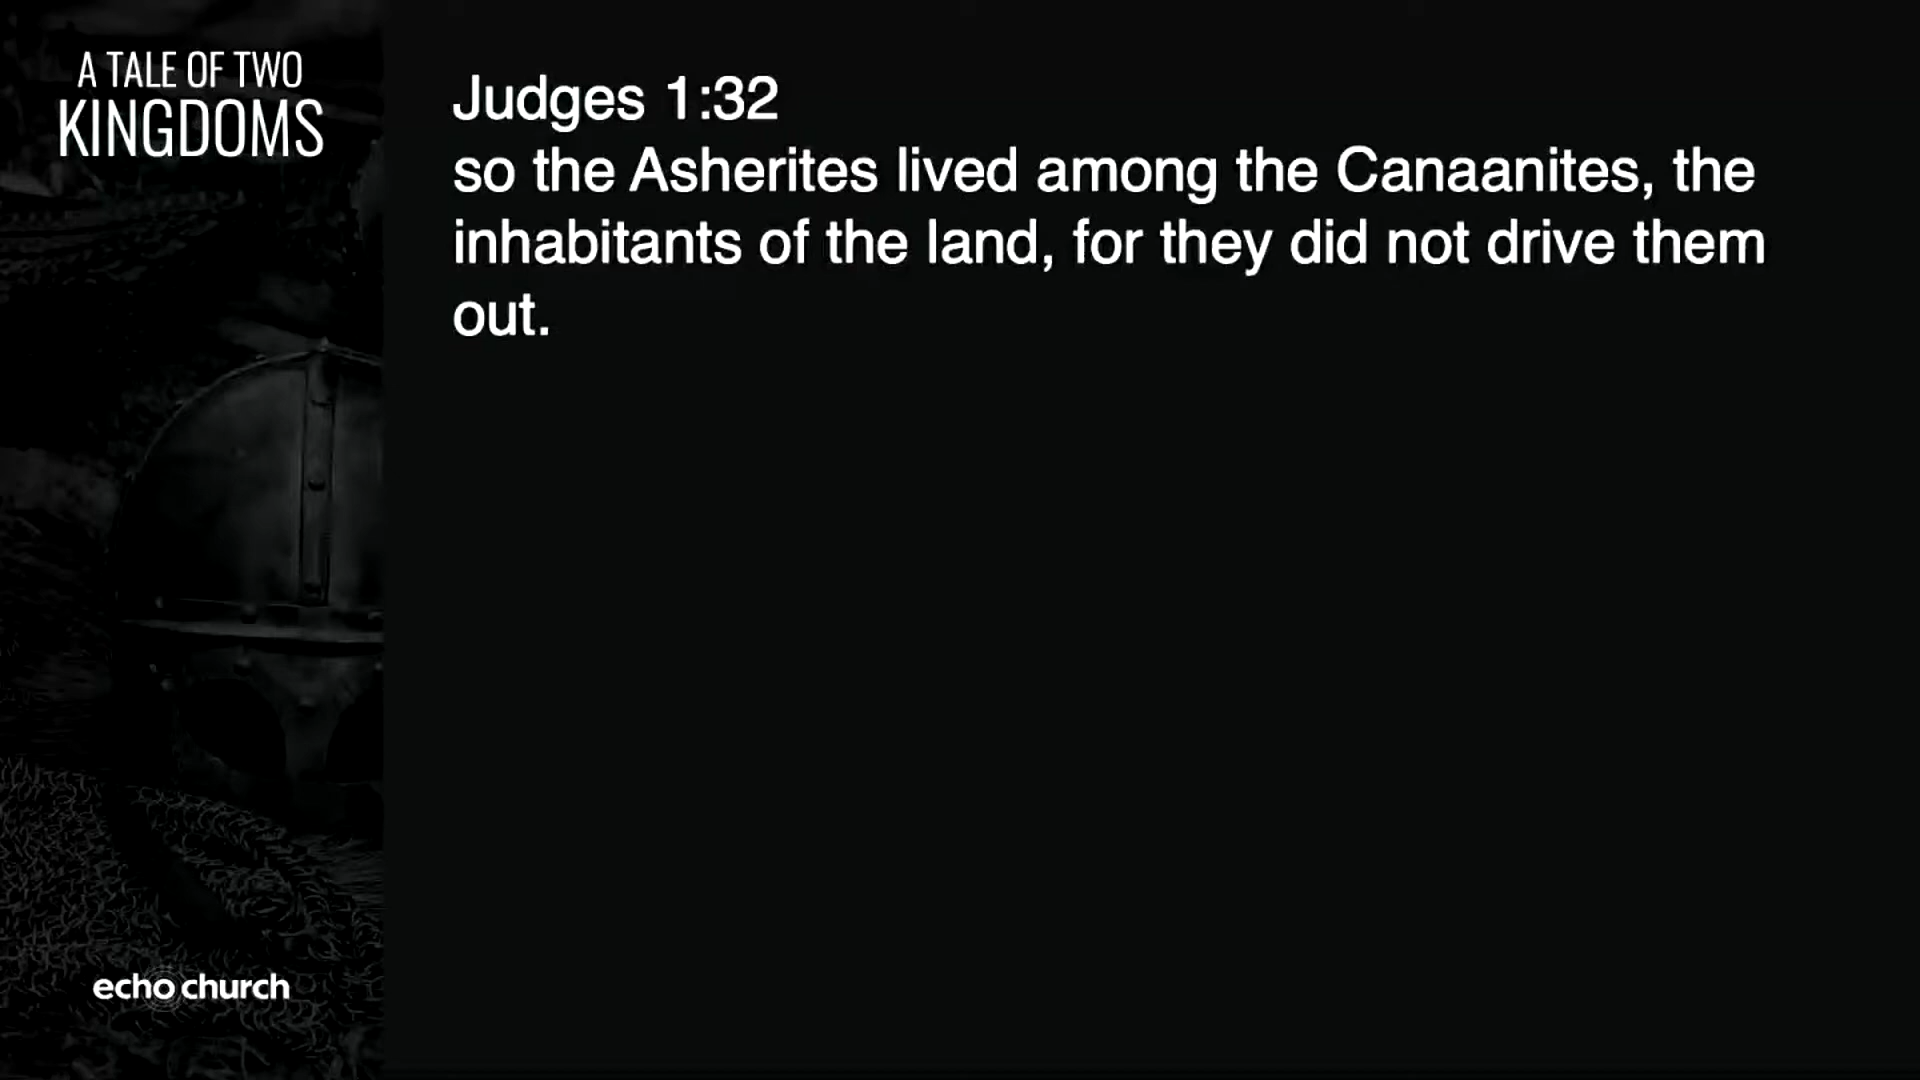 A TALE OF TWO
KINGDOMS
Judges 1:32
so the Asherites lived among the Canaanites, the
inhabitants of the land, for they did not drive them
out.
echo church